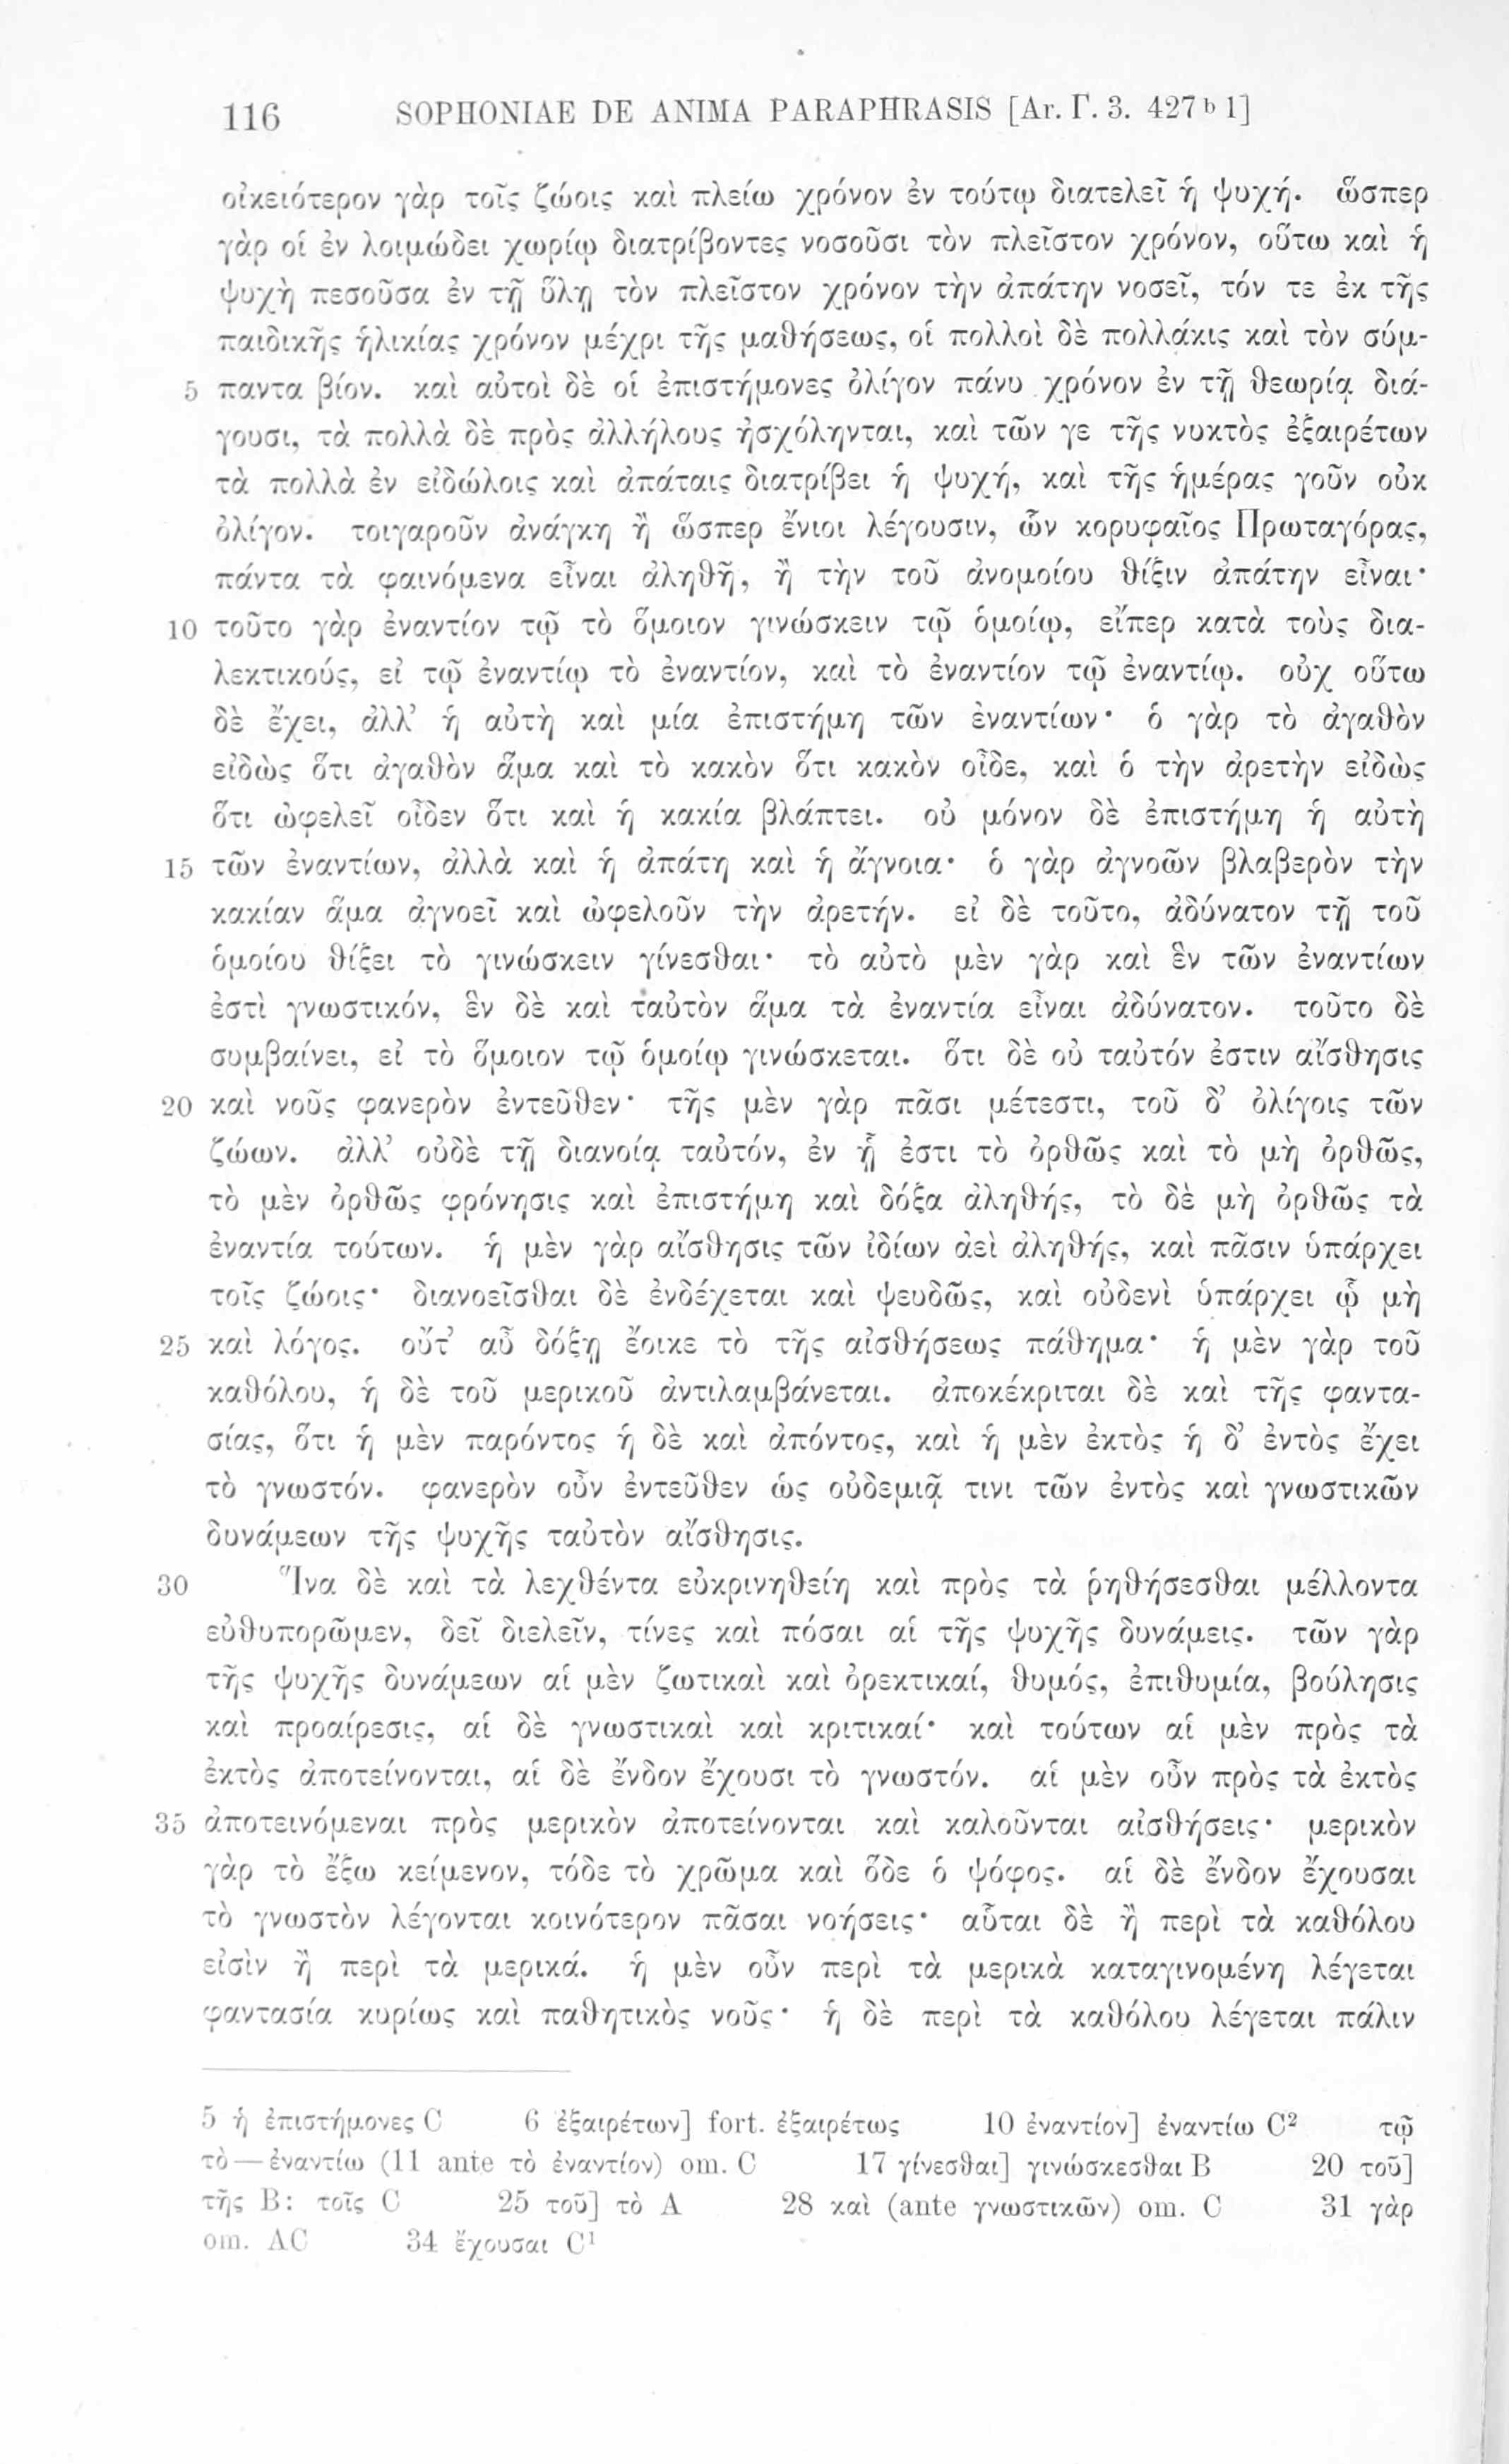 116 SOPHONIAE DE ANIMA PARAPHRASIS [Ar. Γ. 3. 427 b 1]
οἰκειότερον γὰρ τοῖς ζώοις καὶ πλείω χρόνον ἐν τούτῳ διατελεῖ ἡ ψυχή. ὥσπερ
γὰρ οἱ ἐν λοιμώδει χωρίῳ διατρίβοντες νοσοῦσι τὸν πλεῖστον χρόνον, οὕτω καὶ ἡ
ψυχὴ πεσοῦσα ἐν τῇ ὕλῃ τὸν πλεῖστον χρόνον τὴν ἀπάτην νοσεῖ, τόν τε ἐκ τῆς
παιδικῆς ἡλικίας χρόνον μέχρι τῆς μαθήσεως, οἱ πολλοὶ δὲ πολλάκις καὶ τὸν σύμ-
5 παντα βίον. καὶ αὐτοὶ δὲ οἱ ἐπιστήμονες ὀλίγον πάνυ χρόνον ἐν τῇ θεωρίᾳ διά-
γουσι, τὰ πολλὰ δὲ πρὸς ἀλλήλους ἠσχόληνται, καὶ τῶν γε τῆς νυκτὸς ἐξαιρέτων
τὰ πολλὰ ἐν εἰδώλοις καὶ ἀπάταις διατρίβει ἡ ψυχή, καὶ τῆς ἡμέρας γοῦν οὐκ
ὀλίγον. τοιγαροῦν ἀνάγκη ἢ ὥσπερ ἔνιοι λέγουσιν, ὧν κορυφαῖος Πρωταγόρας,
πάντα τὰ φαινόμενα εἶναι ἀληθῆ, ἢ τὴν τοῦ ἀνομοίου θίξιν ἀπάτην εἶναι·
10 τοῦτο γὰρ ἐναντίον τῷ τὸ ὅμοιον γινώσκειν τῷ ὁμοίῳ, εἴπερ κατὰ τοὺς δια-
λεκτικούς, εἰ τῷ ἐναντίῳ τὸ ἐναντίον, καὶ τὸ ἐναντίον τῷ ἐναντίῳ. οὐχ οὕτω
δὲ ἔχει, ἀλλ’ ἡ αὐτὴ καὶ μία ἐπιστήμη τῶν ἐναντίων· ὁ γὰρ τὸ ἀγαθὸν
εἰδὼς ὅτι ἀγαθὸν ἅμα καὶ τὸ κακὸν ὅτι κακὸν οἶδε, καὶ ὁ τὴν ἀρετὴν εἰδὼς
ὅτι ὠφελεῖ οἶδεν ὅτι καὶ ἡ κακία βλάπτει. οὐ μόνον δὲ ἐπιστήμη ἡ αὐτὴ
15 τῶν ἐναντίων, ἀλλὰ καὶ ἡ ἀπάτη καὶ ἡ ἄγνοια· ὁ γὰρ ἀγνοῶν βλαβερὸν τὴν
κακίαν ἅμα ἀγνοεῖ καὶ ὠφελοῦν τὴν ἀρετήν. εἰ δὲ τοῦτο, ἀδύνατον τῇ τοῦ
ὁμοίου θίξει τὸ γινώσκειν γίνεσθαι· τὸ αὐτὸ μὲν γὰρ καὶ ἓν τῶν ἐναντίων
ἐστὶ γνωστικόν, ἓν δὲ καὶ ταὐτὸν ἅμα τὰ ἐναντία εἶναι ἀδύνατον. τοῦτο δὲ
συμβαίνει, εἰ τὸ ὅμοιον τῷ ὁμοίῳ γινώσκεται. ὅτι δὲ οὐ ταὐτόν ἐστιν αἴσθησις
20 καὶ νοῦς φανερὸν ἐντεῦθεν· τῆς μὲν γὰρ πᾶσι μέτεστι, τοῦ δ’ ὀλίγοις τῶν
ζώων. ἀλλ’ οὐδὲ τῇ διανοίᾳ ταὐτόν, ἐν ᾗ ἐστι τὸ ὀρθῶς καὶ τὸ μὴ ὀρθῶς,
τὸ μὲν ὀρθῶς φρόνησις καὶ ἐπιστήμη καὶ δόξα ἀληθής, τὸ δὲ μὴ ὀρθῶς τὰ
ἐναντία τούτων. ἡ μὲν γὰρ αἴσθησις τῶν ἰδίων ἀεὶ ἀληθής, καὶ πᾶσιν ὑπάρχει
τοῖς ζώοις· διανοεῖσθαι δὲ ἐνδέχεται καὶ ψευδῶς, καὶ οὐδενὶ ὑπάρχει ᾧ μὴ
25 καὶ λόγος. οὔτ’ αὖ δόξῃ ἔοικε τὸ τῆς αἰσθήσεως πάθημα· ἡ μὲν γὰρ τοῦ
καθόλου, ἡ δὲ τοῦ μερικοῦ ἀντιλαμβάνεται. ἀποκέκριται δὲ καὶ τῆς φαντα-
σίας, ὅτι ἡ μὲν παρόντος ἡ δὲ καὶ ἀπόντος, καὶ ἡ μὲν ἐκτὸς ἡ δ’ ἐντὸς ἔχει
τὸ γνωστόν. φανερὸν οὖν ἐντεῦθεν ὡς οὐδεμιᾷ τινι τῶν ἐντὸς καὶ γνωστικῶν
δυνάμεων τῆς ψυχῆς ταὐτὸν αἴσθησις.
30 Ἵνα δὲ καὶ τὰ λεχθέντα εὐκρινηθείη καὶ πρὸς τὰ ῥηθήσεσθαι μέλλοντα
εὐθυπορῶμεν, δεῖ διελεῖν, τίνες καὶ πόσαι αἱ τῆς ψυχῆς δυνάμεις. τῶν γὰρ
τῆς ψυχῆς δυνάμεων αἱ μὲν ζωτικαὶ καὶ ὀρεκτικαί, θυμός, ἐπιθυμία, βούλησις
καὶ προαίρεσις, αἱ δὲ γνωστικαὶ καὶ κριτικαί· καὶ τούτων αἱ μὲν πρὸς τὰ
ἐκτὸς ἀποτείνονται, αἱ δὲ ἔνδον ἔχουσι τὸ γνωστόν. αἱ μὲν οὖν πρὸς τὰ ἐκτὸς
35 ἀποτεινόμεναι πρὸς μερικὸν ἀποτείνονται καὶ καλοῦνται αἰσθήσεις· μερικὸν
γὰρ τὸ ἔξω κείμενον, τόδε τὸ χρῶμα καὶ ὅδε ὁ ψόφος. αἱ δὲ ἔνδον ἔχουσαι
τὸ γνωστὸν λέγονται κοινότερον πᾶσαι νοήσεις· αὗται δὲ ἢ περὶ τὰ καθόλου
εἰσὶν ἢ περὶ τὰ μερικά. ἡ μὲν οὖν περὶ τὰ μερικὰ καταγινομένη λέγεται
φαντασία κυρίως καὶ παθητικὸς νοῦς· ἡ δὲ περὶ τὰ καθόλου λέγεται πάλιν
5 ἡ ἐπιστήμονες C 6 ἐξαιρέτων] fort. ἐξαιρέτως 10 ἐναντίον] ἐναντίω C² τῷ
τὸ — ἐναντίω (11 ante τὸ ἐναντίον) om. C 17 γίνεσθαι] γινώσκεσθαι B 20 τοῦ]
τῆς B: τοῖς C 25 τοῦ] τὸ A 28 καὶ (ante γνωστικῶν) om. C 31 γὰρ
om. AC 34 ἔχουσαι C¹